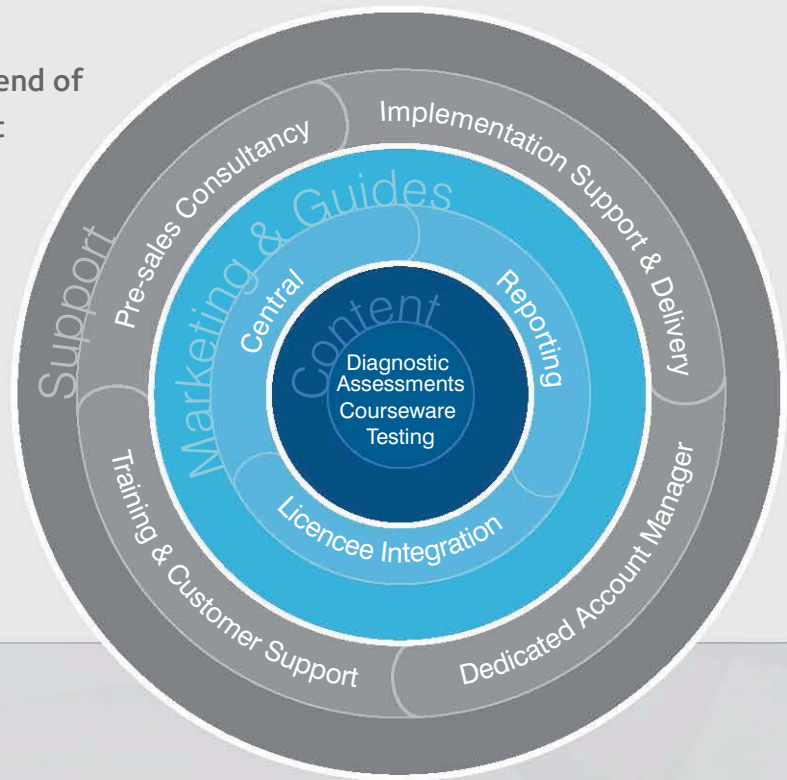 end of
Support
Pre-sales Consultancy
Implementation Support & Delivery
Dedicated Account Manager
Training & Customer Support
Marketing & Guides
Central
Reporting
Licencee Integration
Content
Diagnostic
Assessments
Courseware
Testing